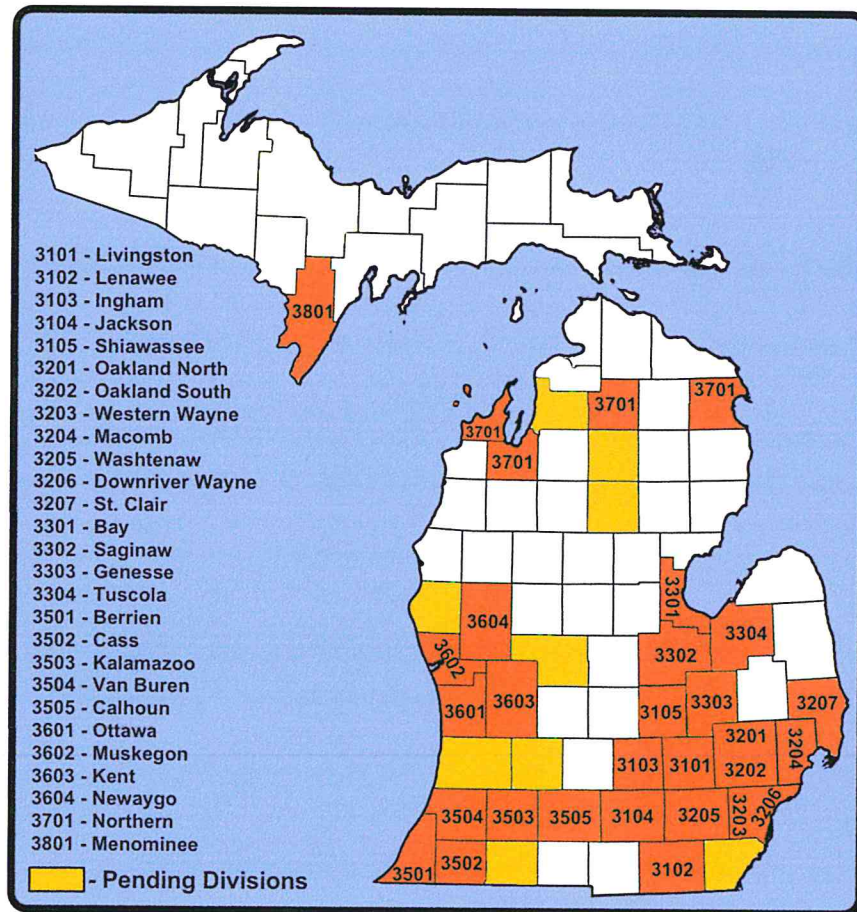 3101 - Livingston
3102 - Lenawee
3103 - Ingham
3104 - Jackson
3105 - Shiawassee
3201 - Oakland North
3202 - Oakland South
3203 - Western Wayne
3204 - Macomb
3205 - Washtenaw
3206 - Downriver Wayne
3207 - St. Clair
3301 - Bay
3302 - Saginaw
3303 - Genesse
3304 - Tuscola
3501 - Berrien
3502 - Cass
3503 - Kalamazoo
3504 - Van Buren
3505 - Calhoun
3601 - Ottawa
3602 - Muskegon
3603 - Kent
3604 - Newaygo
3701 - Northern
3801 - Menominee
- Pending Divisions
3801
3701
3701
3701
3701
3301
3604
3304
3602
3302
3601
3603
3105
3303
3207
3201
3204
3103
3101
3202
3504
3503
3505
3104
3205
3203
3206
3501
3502
3102